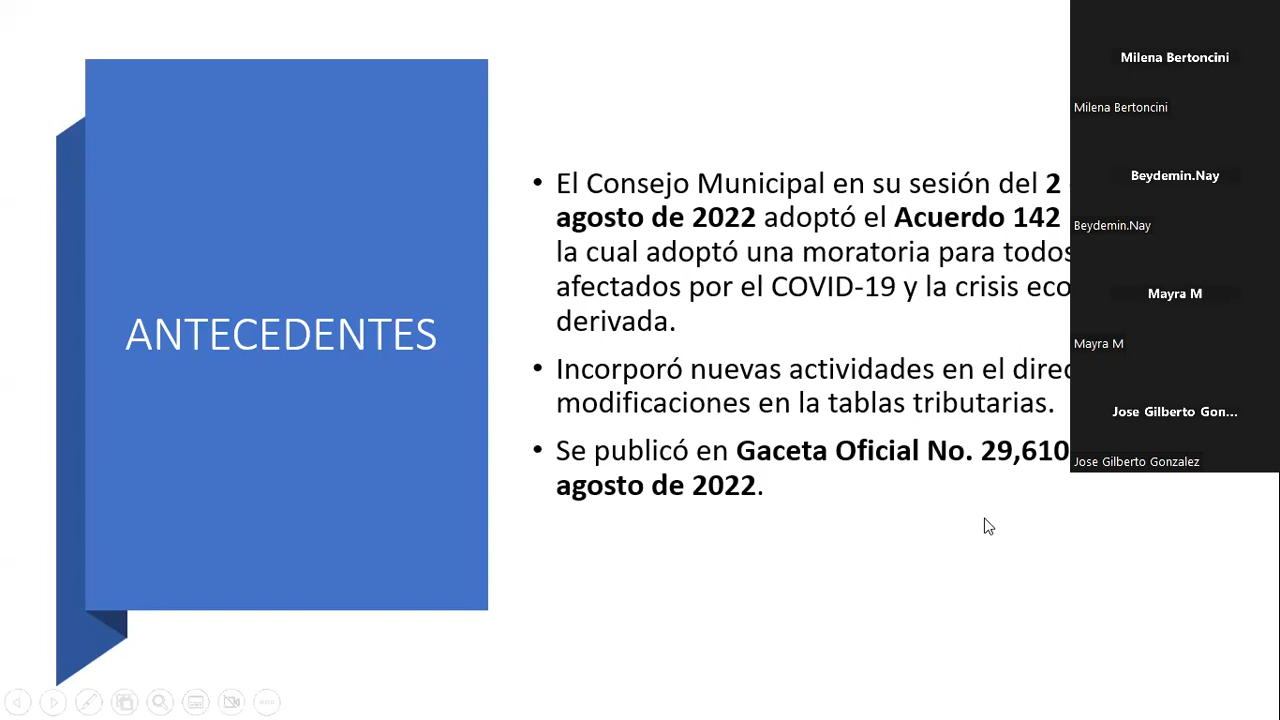 ANTECEDENTES
• El Consejo Municipal en su sesión del 2
agosto de 2022 adoptó el Acuerdo 142
la cual adoptó una moratoria para todos
afectados por el COVID-19 y la crisis eco
derivada.
• Incorporó nuevas actividades en el direc
modificaciones en la tablas tributarias.
• Se publicó en Gaceta Oficial No. 29,610
agosto de 2022.
Milena Bertoncini
Milena Bertoncini
Beydemin.Nay
Beydemin.Nay
Mayra M
Mayra M
Jose Gilberto Gon...
Jose Gilberto Gonzalez